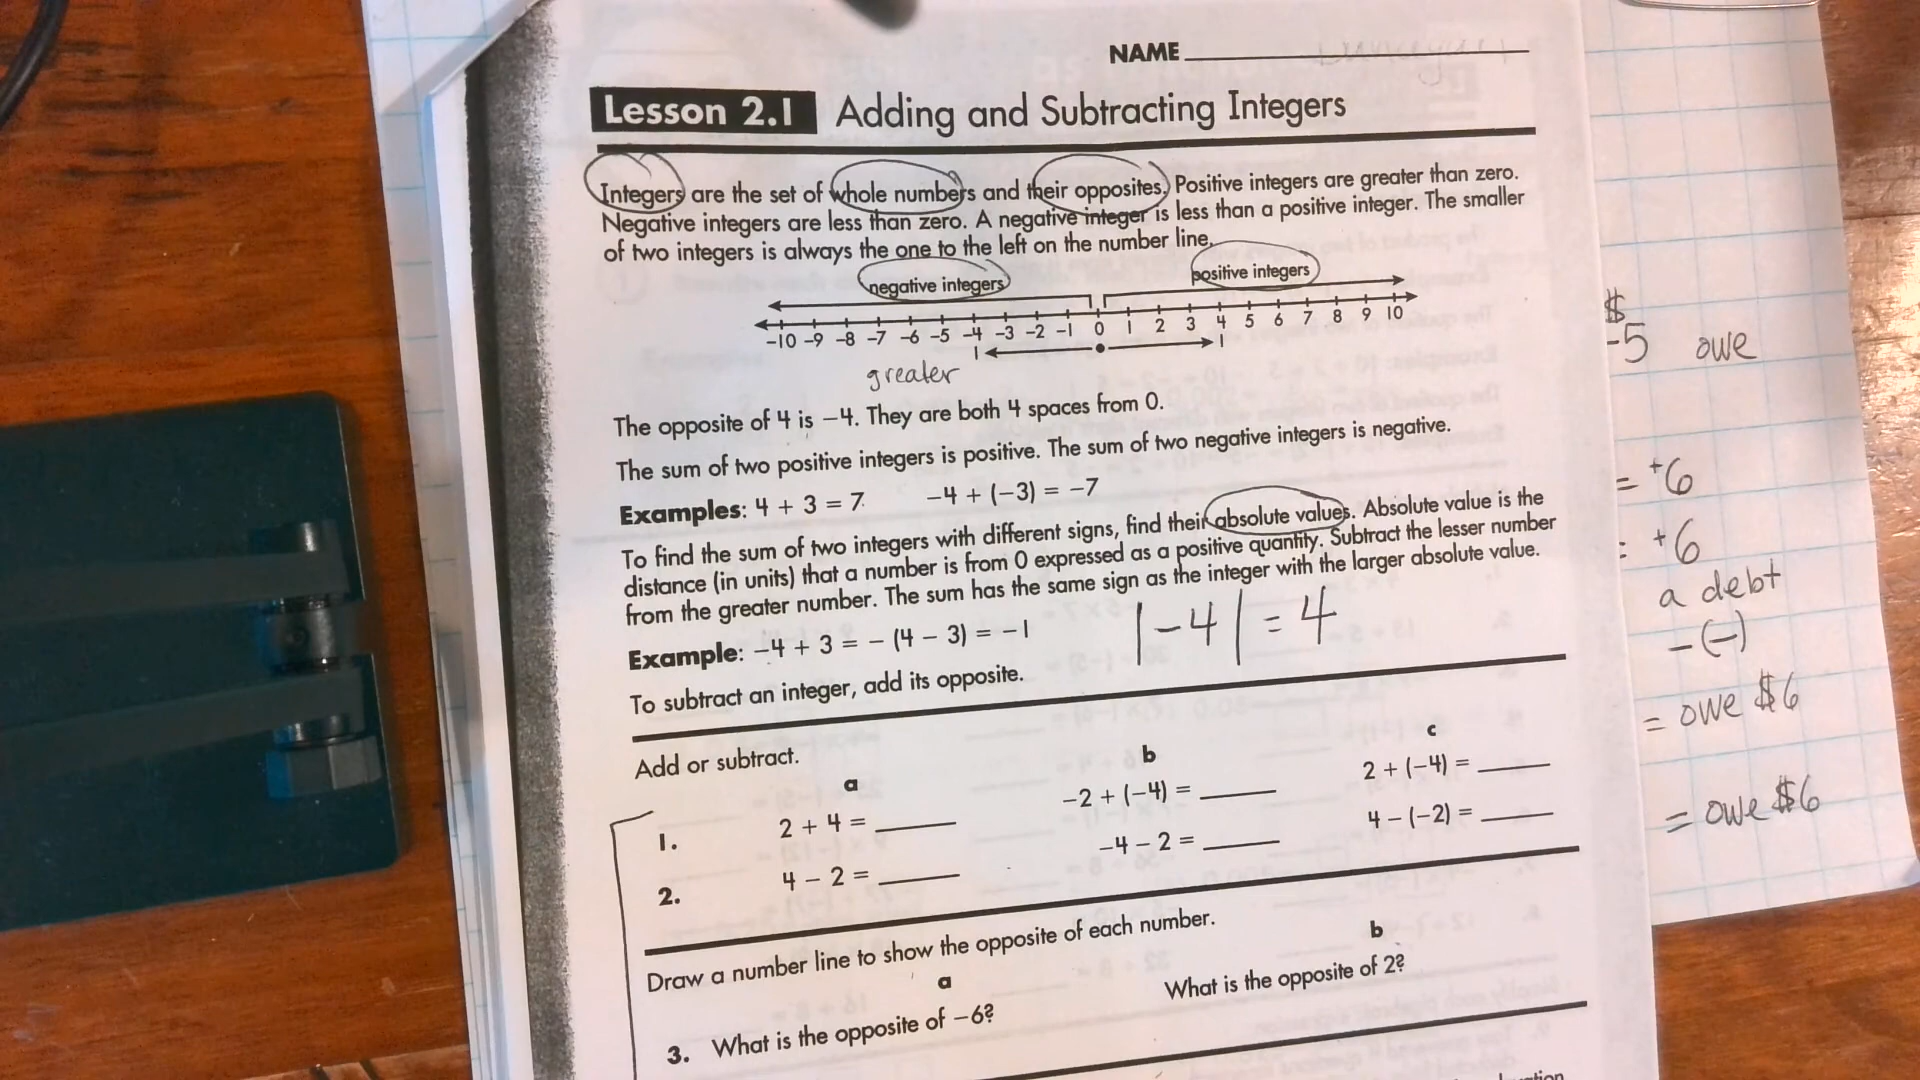 NAME
Lesson 2.1 Adding and Subtracting Integers
Integers are the set of whole numbers and their opposites. Positive integers are greater than zero.
Negative integers are less than zero. A negative integer is less than a positive integer. The smaller
of two integers is always the one to the left on the number line.
negative integers positive integers
-10 -9 -8 -7 -6 -5 -4 -3 -2 -1 0 1 2 3 4 5 6 7 8 9 10
greater
The opposite of 4 is −4. They are both 4 spaces from 0.
The sum of two positive integers is positive. The sum of two negative integers is negative.
Examples: 4 + 3 = 7 −4 + (−3) = −7
To find the sum of two integers with different signs, find their absolute values. Absolute value is the
distance (in units) that a number is from 0 expressed as a positive quantity. Subtract the lesser number
from the greater number. The sum has the same sign as the integer with the larger absolute value.
Example: −4 + 3 = − (4 − 3) = −1
|−4| = 4
To subtract an integer, add its opposite.
Add or subtract.
a b c
1. 2 + 4 = −2 + (−4) = 2 + (−4) =
2. 4 − 2 = −4 − 2 = 4 − (−2) =
Draw a number line to show the opposite of each number.
a b
3. What is the opposite of −6? What is the opposite of 2?
$
-5 owe
= +6
= +6
a debt
-(-)
= owe $6
= owe $6